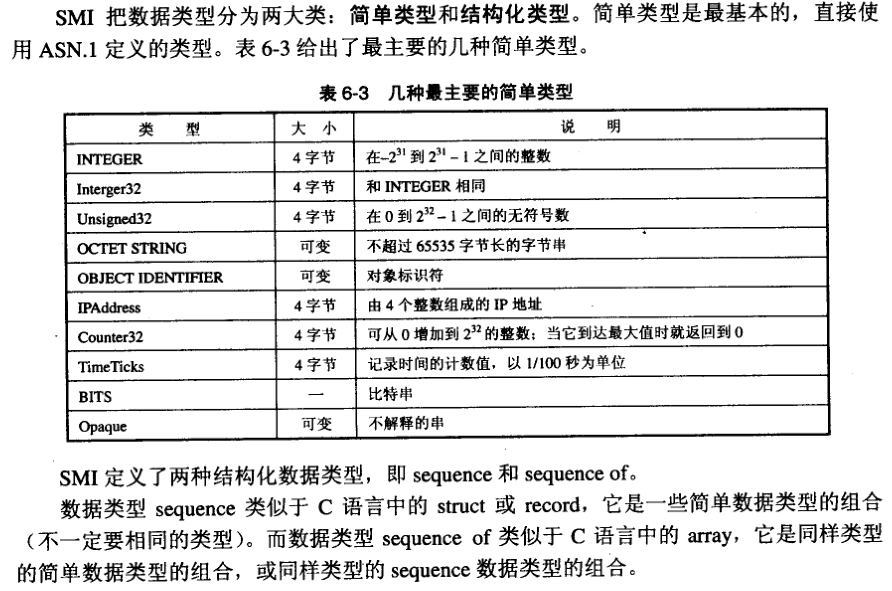 SMI 把数据类型分为两大类：简单类型和结构化类型。简单类型是最基本的，直接使
用 ASN.1 定义的类型。表 6-3 给出了最主要的几种简单类型。
表 6-3 几种最主要的简单类型
类 型 大 小 说 明
INTEGER 4 字节 在–2³¹ 到 2³¹ – 1 之间的整数
Interger32 4 字节 和 INTEGER 相同
Unsigned32 4 字节 在 0 到 2³² – 1 之间的无符号数
OCTET STRING 可变 不超过 65535 字节长的字节串
OBJECT IDENTIFIER 可变 对象标识符
IPAddress 4 字节 由 4 个整数组成的 IP 地址
Counter32 4 字节 可从 0 增加到 2³² 的整数；当它到达最大值时就返回到 0
TimeTicks 4 字节 记录时间的计数值，以 1/100 秒为单位
BITS — 比特串
Opaque 可变 不解释的串
SMI 定义了两种结构化数据类型，即 sequence 和 sequence of。
数据类型 sequence 类似于 C 语言中的 struct 或 record，它是一些简单数据类型的组合
（不一定要相同的类型）。而数据类型 sequence of 类似于 C 语言中的 array，它是同样类型
的简单数据类型的组合，或同样类型的 sequence 数据类型的组合。